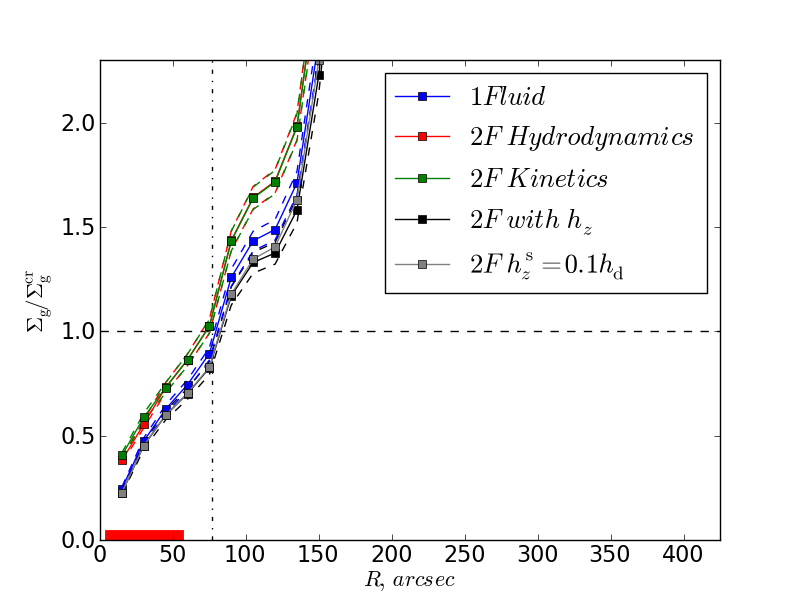 1Fluid
2F Hydrodynamics
2F Kinetics
2F with h_z
2F h_z^s = 0.1h_d
Σ_g/Σ_g^cr
2.0
1.5
1.0
0.5
0.0
0 50 100 150 200 250 300 350 400
R, arcsec